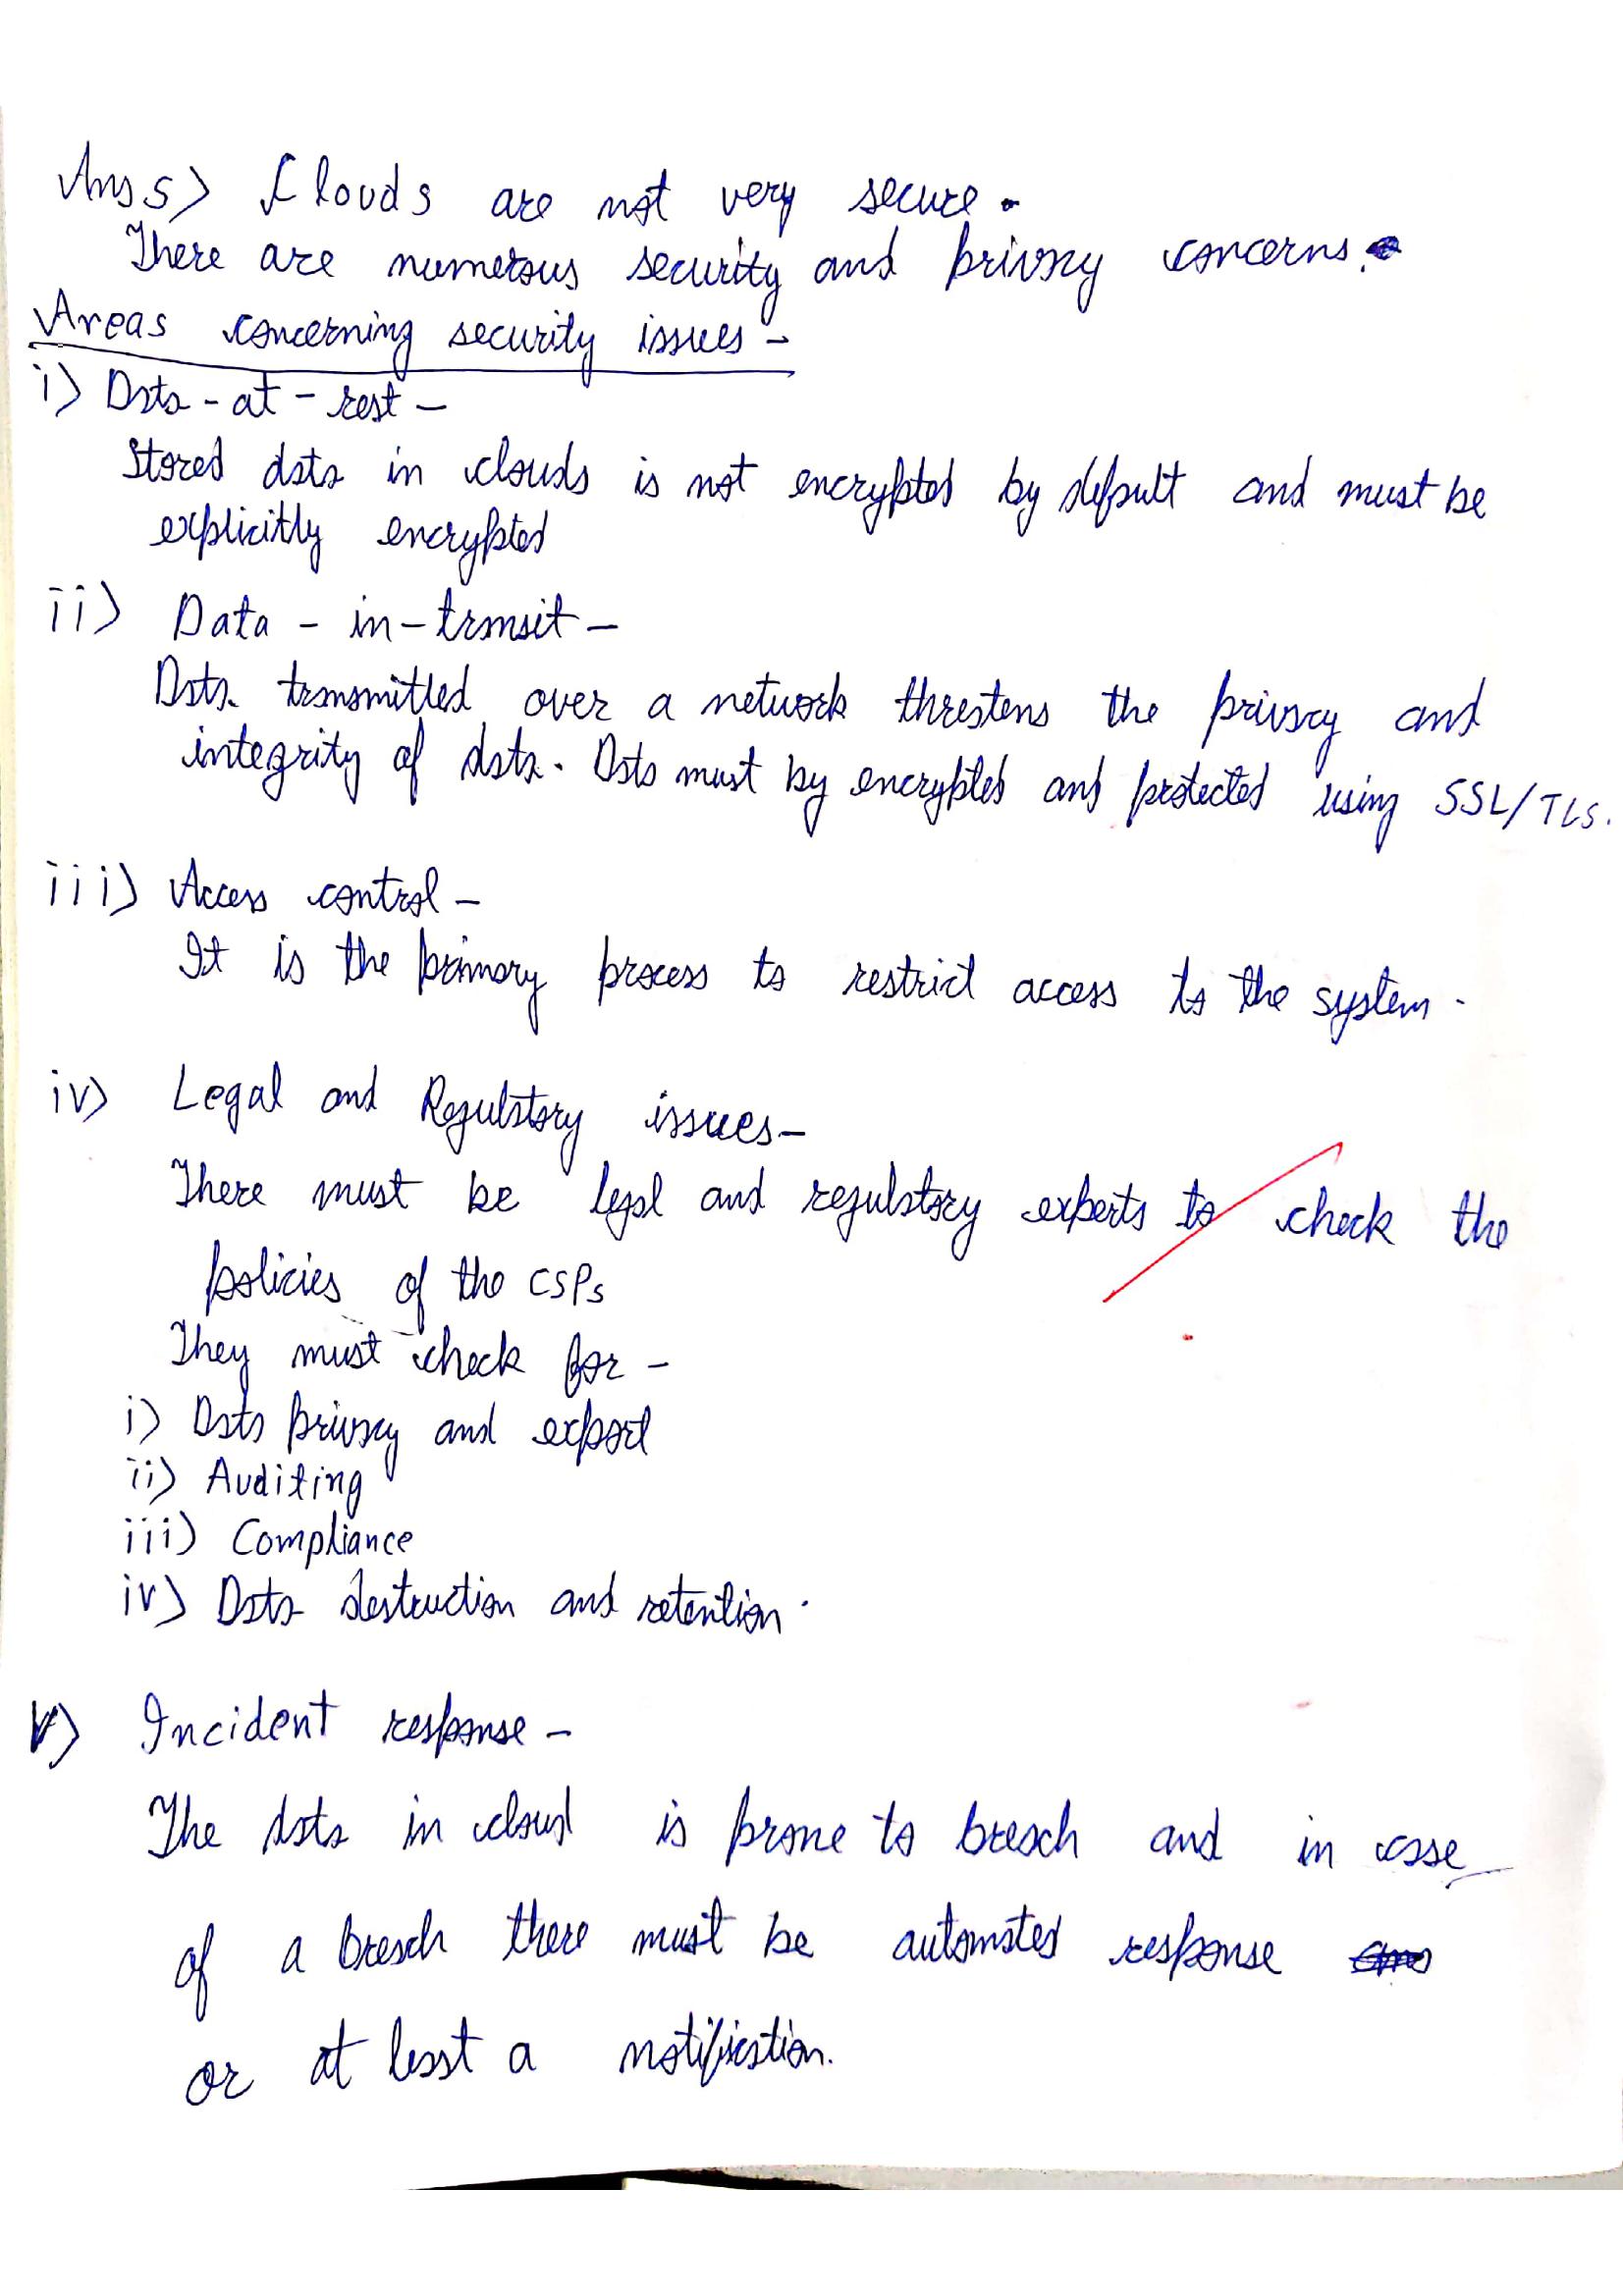 Ans 5> Clouds are not very secure.
There are numerous security and privacy concerns.
Areas concerning security issues -
i> Data - at - rest -
Stored data in clouds is not encrypted by default and must be
explicitly encrypted
ii> Data - in - transit -
Data transmitted over a network threatens the privacy and
integrity of data. Data must by encrypted and protected using SSL/TLS.
iii> Access control -
It is the primary process to restrict access to the system.
iv> Legal and Regulatory issues -
There must be legal and regulatory experts to check the
policies of the CSPs
They must check for -
i> Data privacy and export
ii> Auditing
iii> Compliance
iv> Data destruction and retention.
v> Incident response -
The data in cloud is prone to breach and in case
of a breach there must be automated response
or at least a notification.